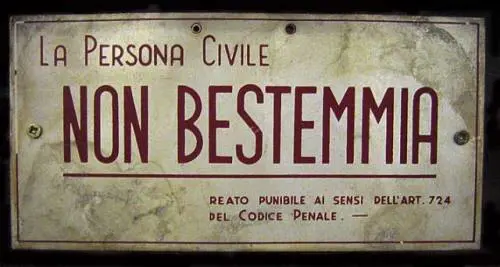 La Persona Civile
NON BESTEMMIA
REATO PUNIBILE AI SENSI DELL'ART. 724
DEL CODICE PENALE. —